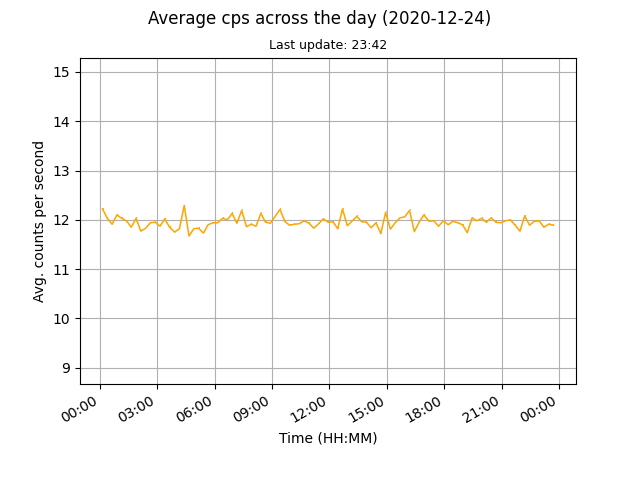 Average cps across the day (2020-12-24)
Last update: 23:42
15
14
13
12
11
10
9
Avg. counts per second
00:00 03:00 06:00 09:00 12:00 15:00 18:00 21:00 00:00
Time (HH:MM)